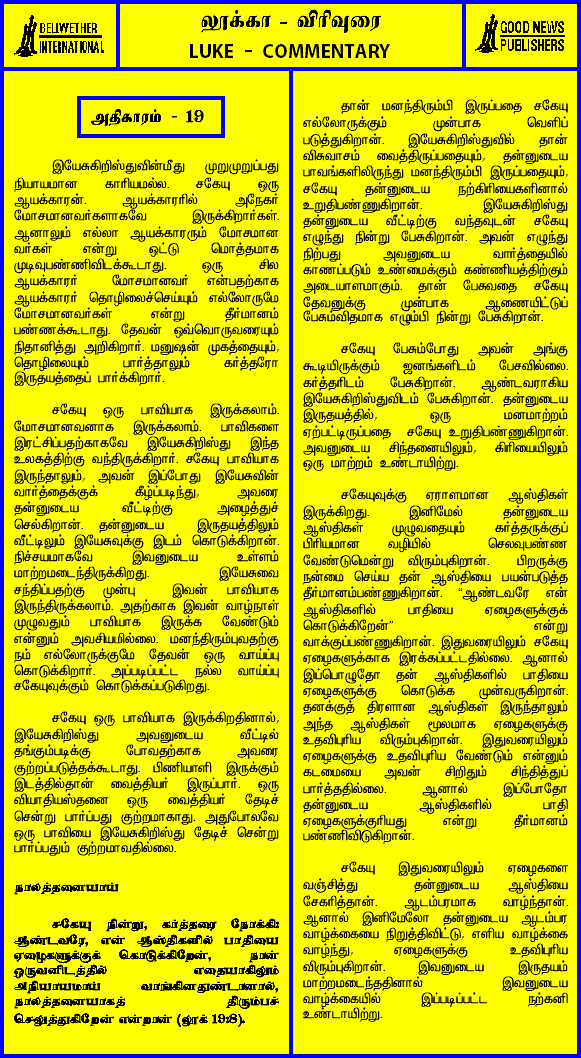 BELWETHER
INTERNATIONAL
லூக்கா - விரிவுரை
LUKE - COMMENTARY
GOOD NEWS
PUBLISHERS
அதிகாரம் - 19
இயேசுகிறிஸ்துவின்மீது முறுமுறுப்பது
நியாயமான காரியமல்ல. சகேயு ஒரு
ஆயக்காரன். ஆயக்காரரில் அநேகர்
மோசமானவர்களாகவே இருக்கிறார்கள்.
ஆனாலும் எல்லா ஆயக்காரரும் மோசமான
வர்கள் என்று ஒட்டு மொத்தமாக
முடிவுபண்ணிவிடக்கூடாது. ஒரு சில
ஆயக்காரர் மோசமானவர் என்பதற்காக
ஆயக்காரர் தொழிலைச்செய்யும் எல்லோருமே
மோசமானவர்கள் என்று தீர்மானம்
பண்ணக்கூடாது. தேவன் ஒவ்வொருவரையும்
நிதானித்து அறிகிறார். மனுஷன் முகத்தையும்,
தொழிலையும் பார்த்தாலும் கர்த்தரோ
இருதயத்தைப் பார்க்கிறார்.
சகேயு ஒரு பாவியாக இருக்கலாம்.
மோசமானவனாக இருக்கலாம். பாவிகளை
இரட்சிப்பதற்காகவே இயேசுகிறிஸ்து இந்த
உலகத்திற்கு வந்திருக்கிறார். சகேயு பாவியாக
இருந்தாலும், அவன் இப்போது இயேசுவின்
வார்த்தைக்குக் கீழ்ப்படிந்து, அவரை
தன்னுடைய வீட்டிற்கு அழைத்துச்
செல்கிறான். தன்னுடைய இருதயத்திலும்
வீட்டிலும் இயேசுவுக்கு இடம் கொடுக்கிறான்.
நிச்சயமாகவே இவனுடைய உள்ளம்
மாற்றமடைந்திருக்கிறது. இயேசுவை
சந்திப்பதற்கு முன்பு இவன் பாவியாக
இருந்திருக்கலாம். அதற்காக இவன் வாழ்நாள்
முழுவதும் பாவியாக இருக்க வேண்டும்
என்னும் அவசியமில்லை. மனந்திரும்புவதற்கு
நம் எல்லோருக்குமே தேவன் ஒரு வாய்ப்பு
கொடுக்கிறார். அப்படிப்பட்ட நல்ல வாய்ப்பு
சகேயுவுக்கும் கொடுக்கப்படுகிறது.
சகேயு ஒரு பாவியாக இருக்கிறதினால்,
இயேசுகிறிஸ்து அவனுடைய வீட்டில்
தங்கும்படிக்கு போவதற்காக அவரை
குற்றப்படுத்தக்கூடாது. பிணியாளி இருக்கும்
இடத்தில்தான் வைத்தியர் இருப்பார். ஒரு
வியாதியஸ்தனை ஒரு வைத்தியர் தேடிச்
சென்று பார்ப்பது குற்றமாகாது. அதுபோலவே
ஒரு பாவியை இயேசுகிறிஸ்து தேடிச் சென்று
பார்ப்பதும் குற்றமாவதில்லை.
நாலத்தனையாய்
சகேயு நின்று, கர்த்தரை நோக்கி:
ஆண்டவரே, என் ஆஸ்திகளில் பாதியை
ஏழைகளுக்குக் கொடுக்கிறேன், நான்
ஒருவனிடத்தில் எதையாகிலும்
அநியாயமாய் வாங்கினதுண்டானால்,
நாலத்தனையாகத் திரும்பச்
செலுத்துகிறேன் என்றான் (லூக் 19:8).
தான் மனந்திரும்பி இருப்பதை சகேயு
எல்லோருக்கும் முன்பாக வெளிப்
படுத்துகிறான். இயேசுகிறிஸ்துவில் தான்
விசுவாசம் வைத்திருப்பதையும், தன்னுடைய
பாவங்களிலிருந்து மனந்திரும்பி இருப்பதையும்,
சகேயு தன்னுடைய நற்கிரியைகளினால்
உறுதிபண்ணுகிறான். இயேசுகிறிஸ்து
தன்னுடைய வீட்டிற்கு வந்தவுடன் சகேயு
எழுந்து நின்று பேசுகிறான். அவன் எழுந்து
நிற்பது அவனுடைய வார்த்தையில்
காணப்படும் உண்மைக்கும் கண்ணியத்திற்கும்
அடையாளமாகும். தான் பேசுவதை சகேயு
தேவனுக்கு முன்பாக ஆணையிட்டுப்
பேசும்விதமாக எழும்பி நின்று பேசுகிறான்.
சகேயு பேசும்போது அவன் அங்கு
கூடியிருக்கும் ஜனங்களிடம் பேசவில்லை.
கர்த்தரிடம் பேசுகிறான். ஆண்டவராகிய
இயேசுகிறிஸ்துவிடம் பேசுகிறான். தன்னுடைய
இருதயத்தில், ஒரு மனமாற்றம்
ஏற்பட்டிருப்பதை சகேயு உறுதிபண்ணுகிறான்.
அவனுடைய சிந்தனையிலும், கிரியையிலும்
ஒரு மாற்றம் உண்டாயிற்று.
சகேயுவுக்கு ஏராளமான ஆஸ்திகள்
இருக்கிறது. இனிமேல் தன்னுடைய
ஆஸ்திகள் முழுவதையும் கர்த்தருக்குப்
பிரியமான வழியில் செலவுபண்ண
வேண்டுமென்று விரும்புகிறான். பிறருக்கு
நன்மை செய்ய தன் ஆஸ்தியை பயன்படுத்த
தீர்மானம்பண்ணுகிறான். "ஆண்டவரே என்
ஆஸ்திகளில் பாதியை ஏழைகளுக்குக்
கொடுக்கிறேன்" என்று
வாக்குப்பண்ணுகிறான். இதுவரையிலும் சகேயு
ஏழைகளுக்காக இரக்கப்பட்டதில்லை. ஆனால்
இப்பொழுதோ தன் ஆஸ்திகளில் பாதியை
ஏழைகளுக்கு கொடுக்க முன்வருகிறான்.
தனக்குத் திரளான ஆஸ்திகள் இருந்தாலும்
அந்த ஆஸ்திகள் மூலமாக ஏழைகளுக்கு
உதவிபுரிய விரும்புகிறான். இதுவரையிலும்
ஏழைகளுக்கு உதவிபுரிய வேண்டும் என்னும்
கடமையை அவன் சிறிதும் சிந்தித்துப்
பார்த்ததில்லை. ஆனால் இப்போதோ
தன்னுடைய ஆஸ்திகளில் பாதி
ஏழைகளுக்குரியது என்று தீர்மானம்
பண்ணிவிடுகிறான்.
சகேயு இதுவரையிலும் ஏழைகளை
வஞ்சித்து தன்னுடைய ஆஸ்தியை
சேகரித்தான். ஆடம்பரமாக வாழ்ந்தான்.
ஆனால் இனிமேலோ தன்னுடைய ஆடம்பர
வாழ்க்கையை நிறுத்திவிட்டு, எளிய வாழ்க்கை
வாழ்ந்து, ஏழைகளுக்கு உதவிபுரிய
விரும்புகிறான். இவனுடைய இருதயம்
மாற்றமடைந்ததினால் இவனுடைய
வாழ்க்கையில் இப்படிப்பட்ட நற்கனி
உண்டாயிற்று.